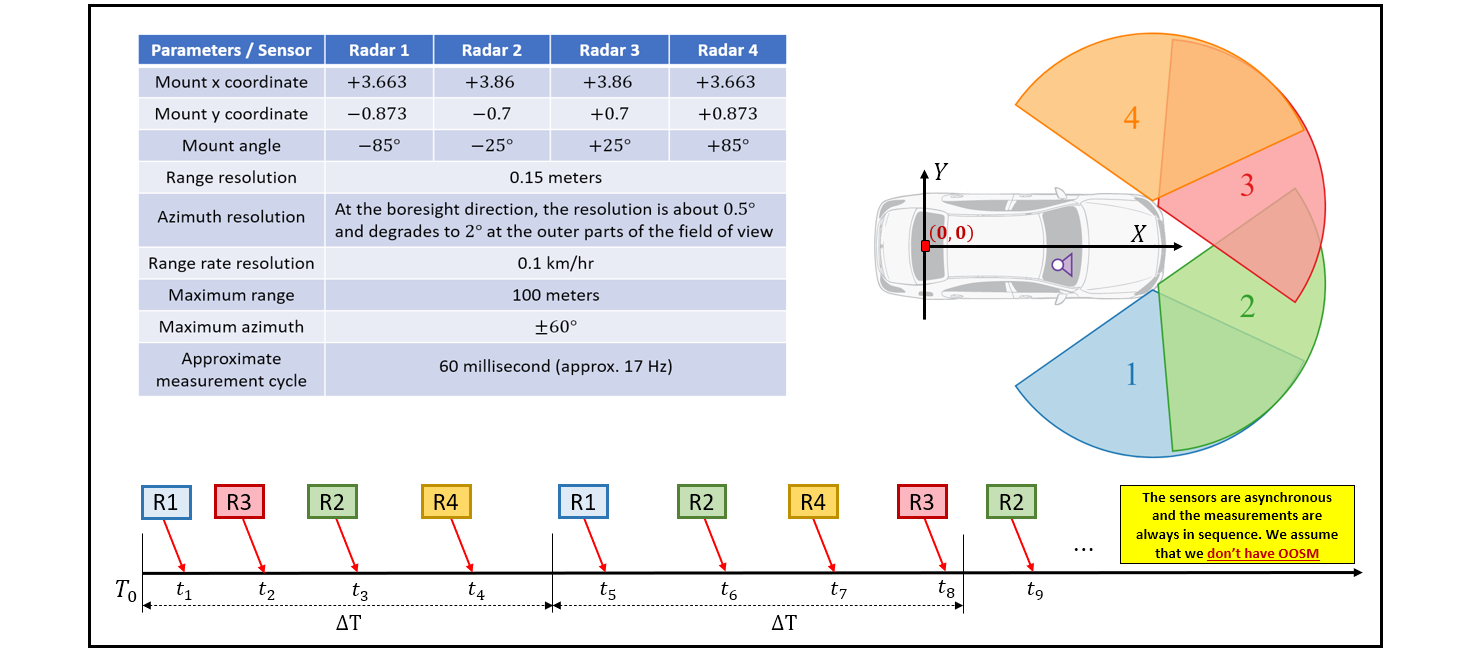 Parameters / Sensor Radar 1 Radar 2 Radar 3 Radar 4
Mount x coordinate +3.663 +3.86 +3.86 +3.663
Mount y coordinate −0.873 −0.7 +0.7 +0.873
Mount angle −85° −25° +25° +85°
Range resolution 0.15 meters
Azimuth resolution At the boresight direction, the resolution is about 0.5°
and degrades to 2° at the outer parts of the field of view
Range rate resolution 0.1 km/hr
Maximum range 100 meters
Maximum azimuth ±60°
Approximate
measurement cycle 60 millisecond (approx. 17 Hz)
4
3
Y
(0, 0)
X
2
1
R1 R3 R2 R4 R1 R2 R4 R3 R2
...
The sensors are asynchronous
and the measurements are
always in sequence. We assume
that we don't have OOSM
T₀ t₁ t₂ t₃ t₄ t₅ t₆ t₇ t₈ t₉
ΔT ΔT